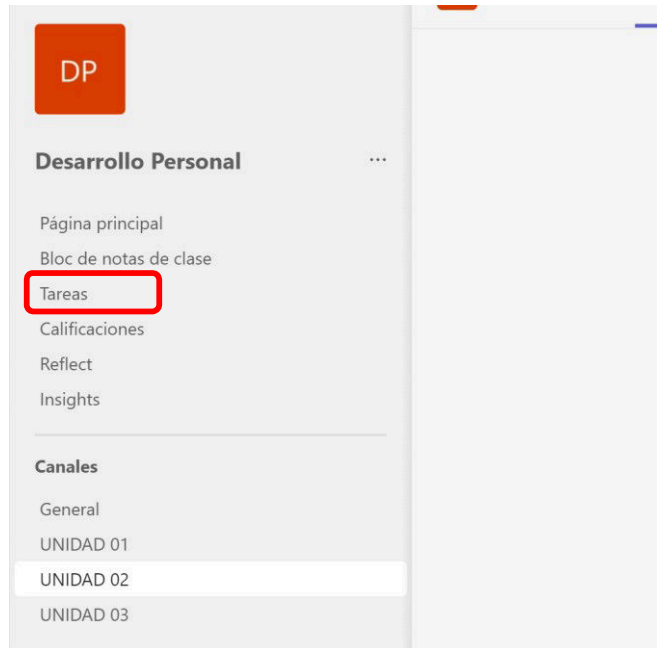 DP
Desarrollo Personal ...
Página principal
Bloc de notas de clase
Tareas
Calificaciones
Reflect
Insights
Canales
General
UNIDAD 01
UNIDAD 02
UNIDAD 03